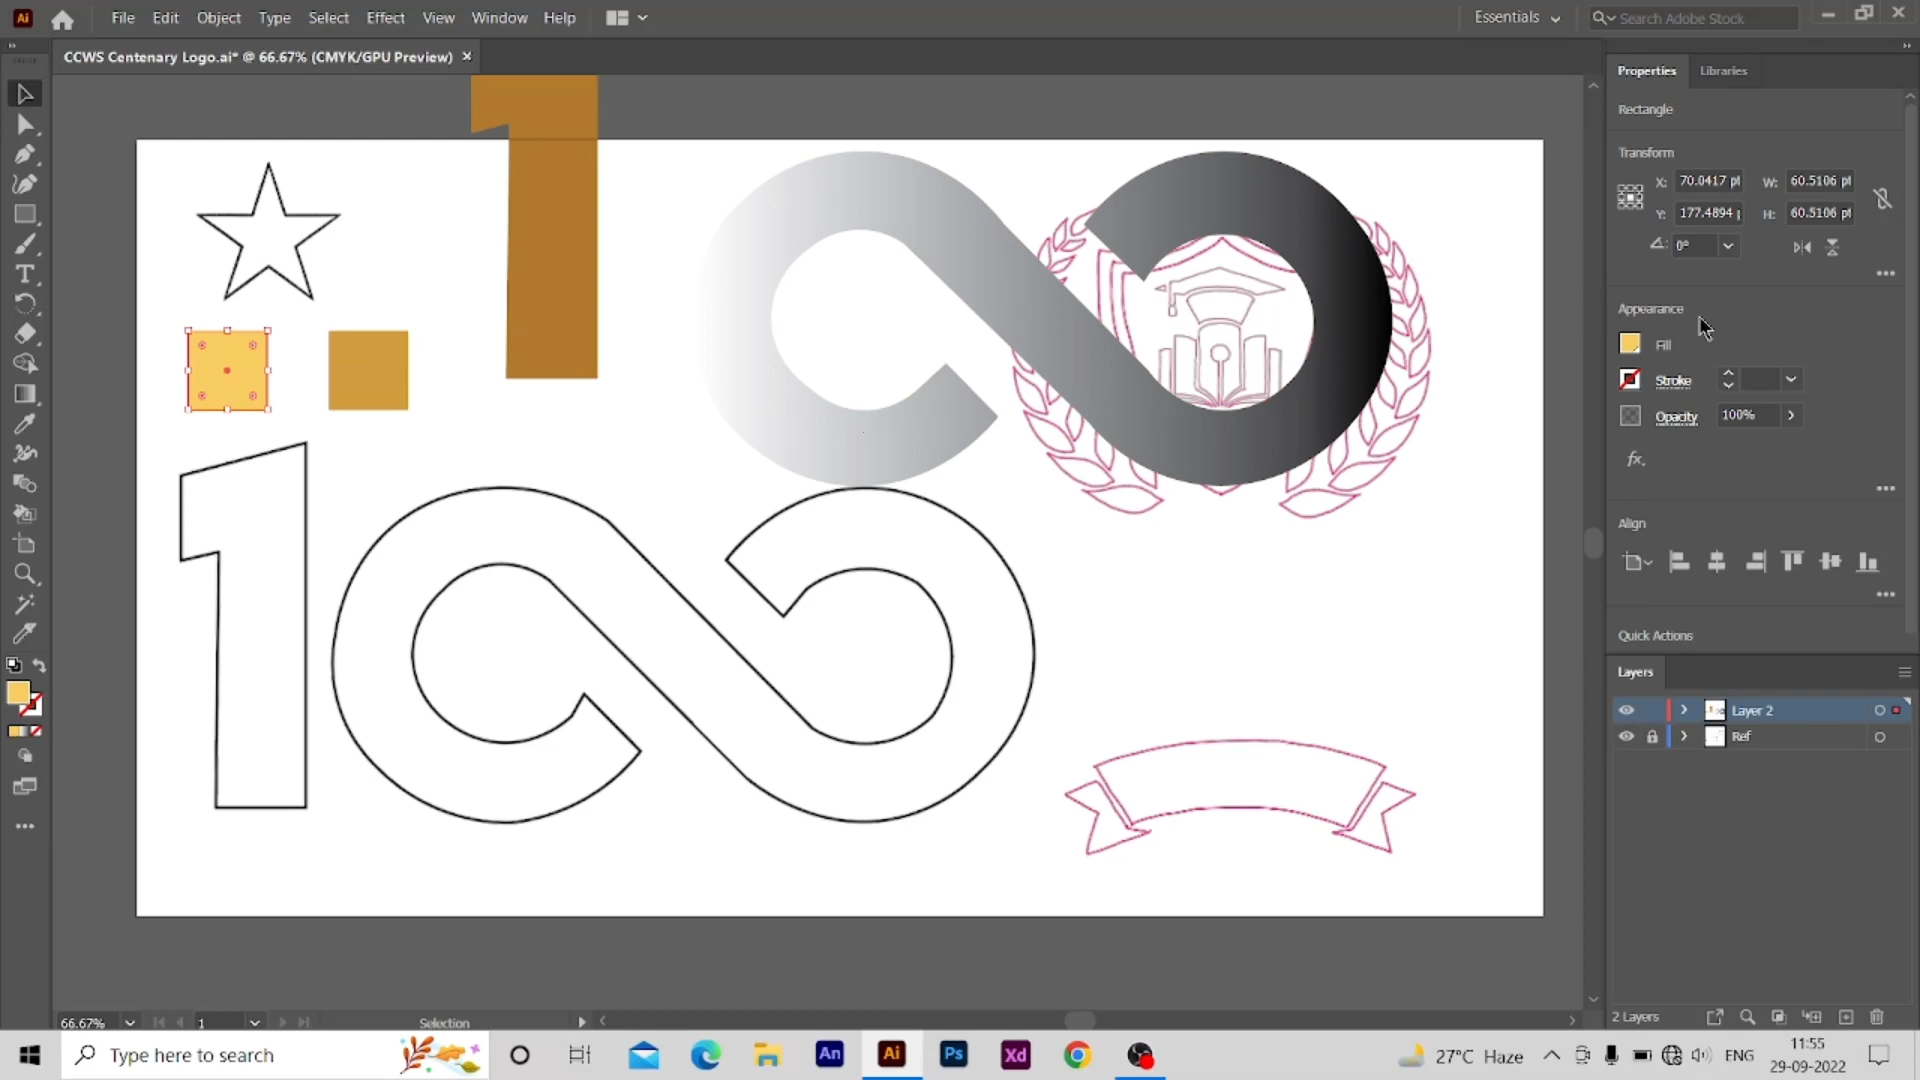 Ai File Edit Object Type Select Effect View Window Help Essentials Search Adobe Stock
CCWS Centenary Logo.ai* @ 66.67% (CMYK/GPU Preview) ×
Properties Libraries
Rectangle
Transform
X: 70.0417 pt W: 60.5106 pt
Y: 177.4894 p H: 60.5106 pt
0°
Appearance
Fill
Stroke
Opacity 100%
fx.
Align
Quick Actions
Layers
Layer 2
Ref
2 Layers
66.67% 1 Selection
Type here to search An Ai Ps Xd 27°C Haze ENG 11:55
29-09-2022